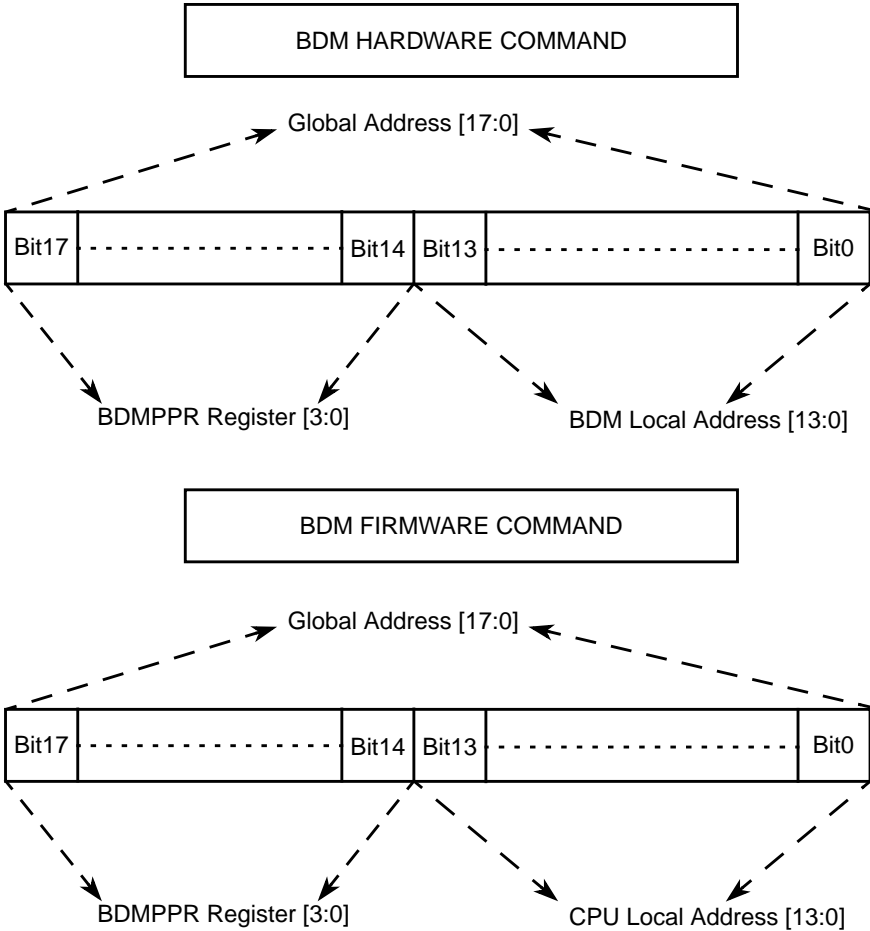 BDM HARDWARE COMMAND
Global Address [17:0]
Bit17 Bit14 Bit13 Bit0
BDMPPR Register [3:0]
BDM Local Address [13:0]
BDM FIRMWARE COMMAND
Global Address [17:0]
Bit17 Bit14 Bit13 Bit0
BDMPPR Register [3:0]
CPU Local Address [13:0]